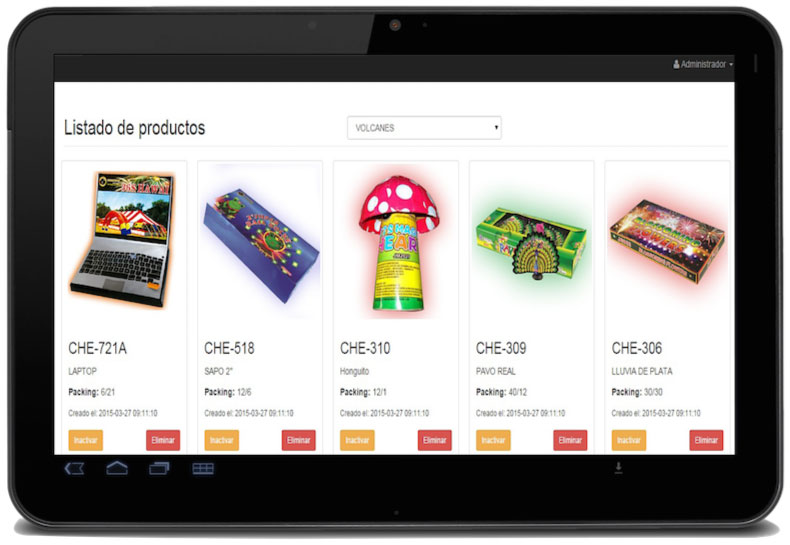 Administrador
Listado de productos
VOLCANES
CHE-721A
LAPTOP
Packing: 6/21
Creado el: 2015-03-27 09:11:10
Inactivar
Eliminar
CHE-518
SAPO 2"
Packing: 12/6
Creado el: 2015-03-27 09:11:10
Inactivar
Eliminar
CHE-310
Honguito
Packing: 12/1
Creado el: 2015-03-27 09:11:10
Inactivar
Eliminar
CHE-309
PAVO REAL
Packing: 40/12
Creado el: 2015-03-27 09:11:10
Inactivar
Eliminar
CHE-306
LLUVIA DE PLATA
Packing: 30/30
Creado el: 2015-03-27 09:11:10
Inactivar
Eliminar